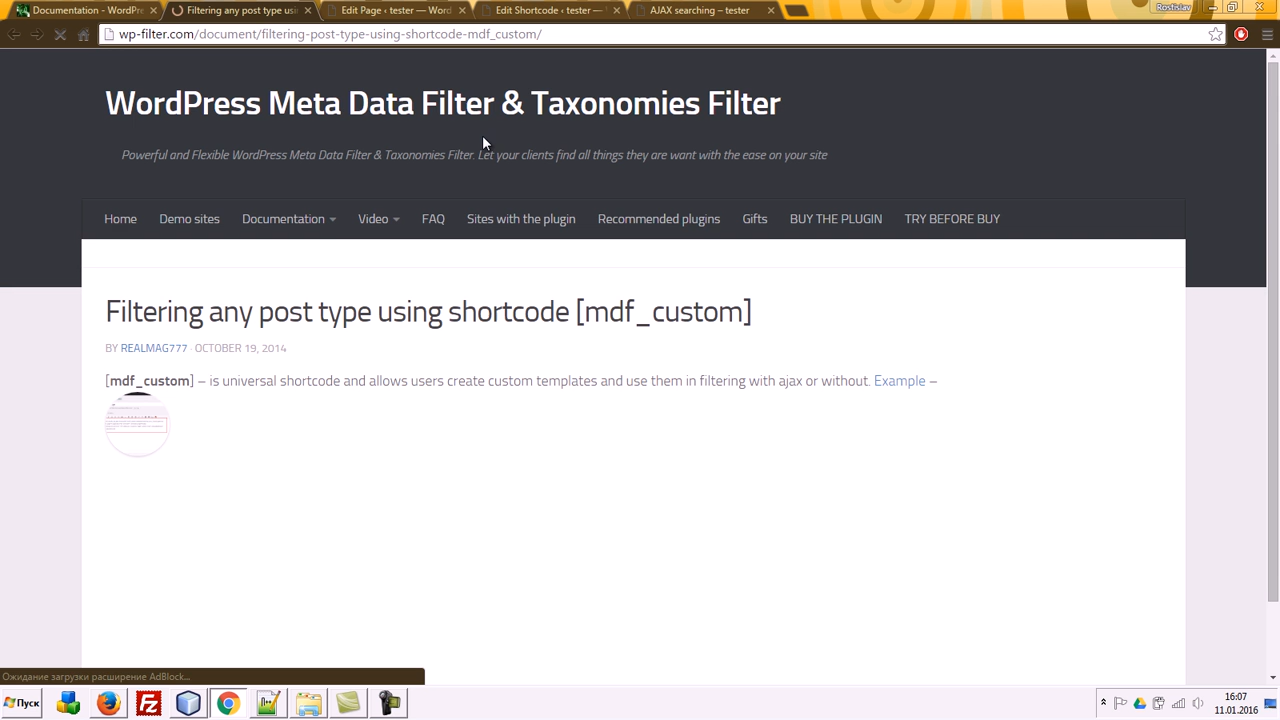 Documentation - WordPr
Filtering any post type us
Edit Page ‹ tester — Word
Edit Shortcode ‹ tester —
AJAX searching – tester
Rostislav
wp-filter.com/document/filtering-post-type-using-shortcode-mdf_custom/
WordPress Meta Data Filter & Taxonomies Filter
Powerful and Flexible WordPress Meta Data Filter & Taxonomies Filter. Let your clients find all things they are want with the ease on your site
Home Demo sites Documentation Video FAQ Sites with the plugin Recommended plugins Gifts BUY THE PLUGIN TRY BEFORE BUY
Filtering any post type using shortcode [mdf_custom]
BY REALMAG777 · OCTOBER 19, 2014
[mdf_custom] – is universal shortcode and allows users create custom templates and use them in filtering with ajax or without. Example –
Ожидание загрузки расширение AdBlock...
Пуск
16:07
11.01.2016